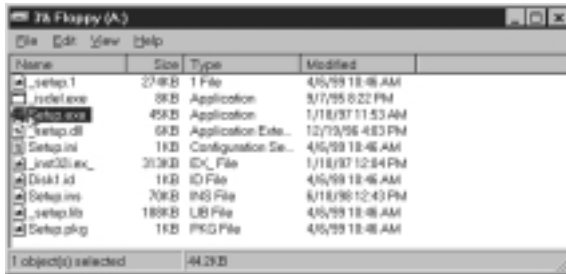 3½ Floppy (A:)
File Edit View Help
Name Size Type Modified
_setup.1 274KB 1 File 4/6/99 10:46 AM
_isdel.exe 8KB Application 9/7/95 8:22 PM
Setup.exe 45KB Application 1/18/97 11:53 AM
_setup.dll 6KB Application Exte... 12/19/96 4:03 PM
Setup.ini 1KB Configuration Se... 4/6/99 10:46 AM
_inst32i.ex_ 313KB EX_ File 1/18/97 12:04 PM
Disk1.id 1KB ID File 4/6/99 10:46 AM
Setup.ins 70KB INS File 6/18/98 12:43 PM
_setup.lib 188KB LIB File 4/6/99 10:46 AM
Setup.pkg 1KB PKG File 4/6/99 10:46 AM
1 object(s) selected 44.2KB